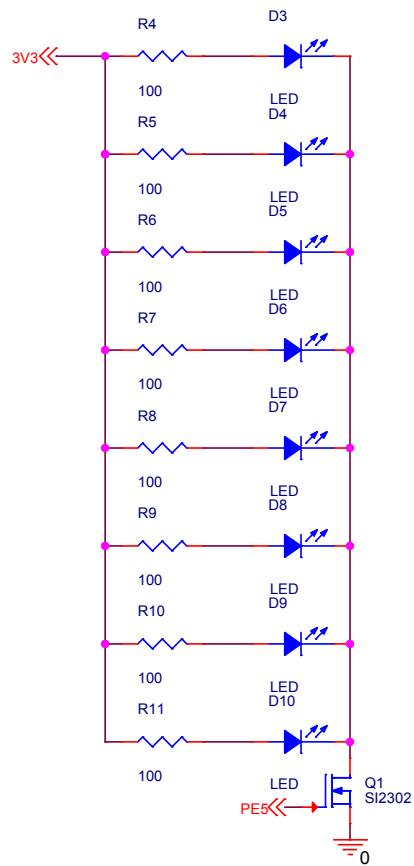 D3
R4
3V3
100
LED
D4
R5
100
LED
D5
R6
100
LED
D6
R7
100
LED
D7
R8
100
LED
D8
R9
100
LED
D9
R10
100
LED
D10
R11
100
LED
Q1
SI2302
PE5
0